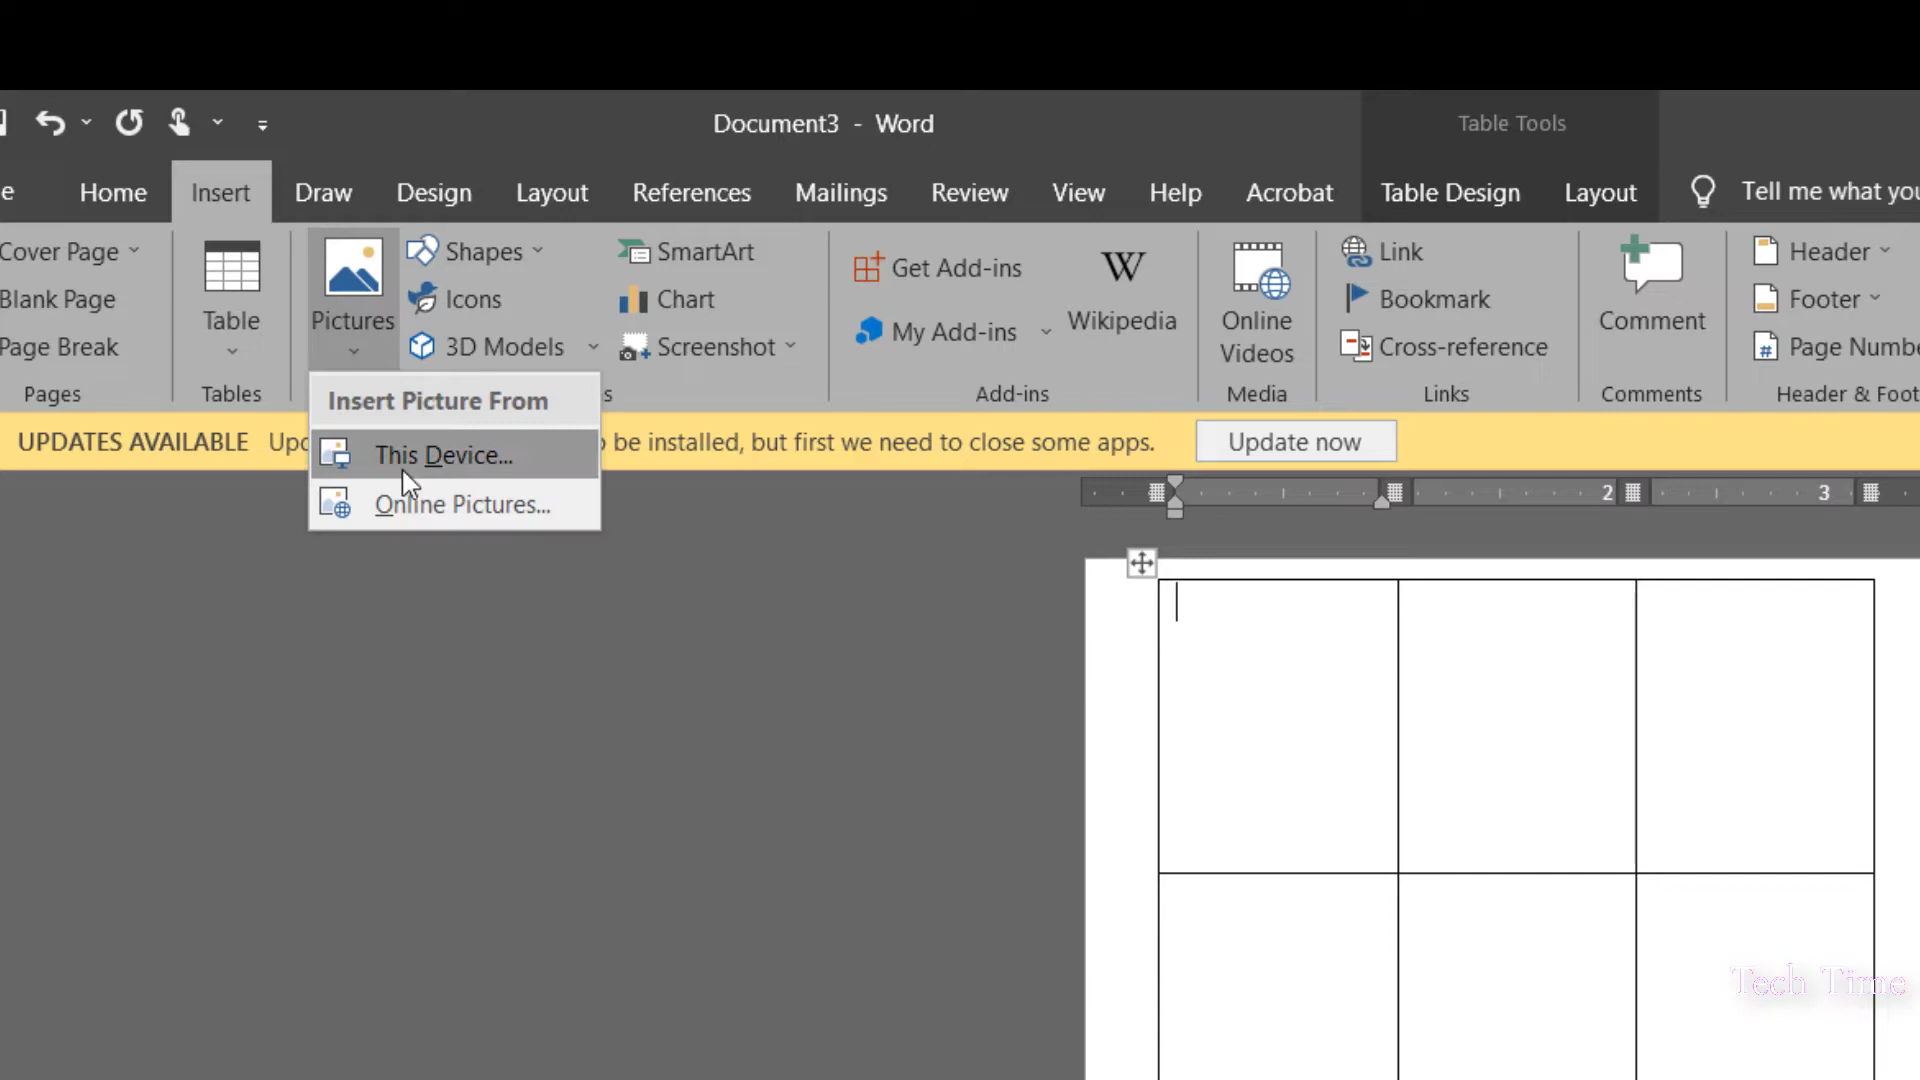 Document3 - Word
Table Tools
e Home Insert Draw Design Layout References Mailings Review View Help Acrobat Table Design Layout Tell me what you
Cover Page
Blank Page
Page Break
Pages
Table
Tables
Pictures
Shapes
Icons
3D Models
SmartArt
Chart
Screenshot
s
Get Add-ins
My Add-ins
Wikipedia
Add-ins
Online
Videos
Media
Link
Bookmark
Cross-reference
Links
Comment
Comments
Header
Footer
Page Numbe
Header & Foot
Insert Picture From
This Device...
Online Pictures...
UPDATES AVAILABLE Upd o be installed, but first we need to close some apps. Update now
2 3
Tech Time